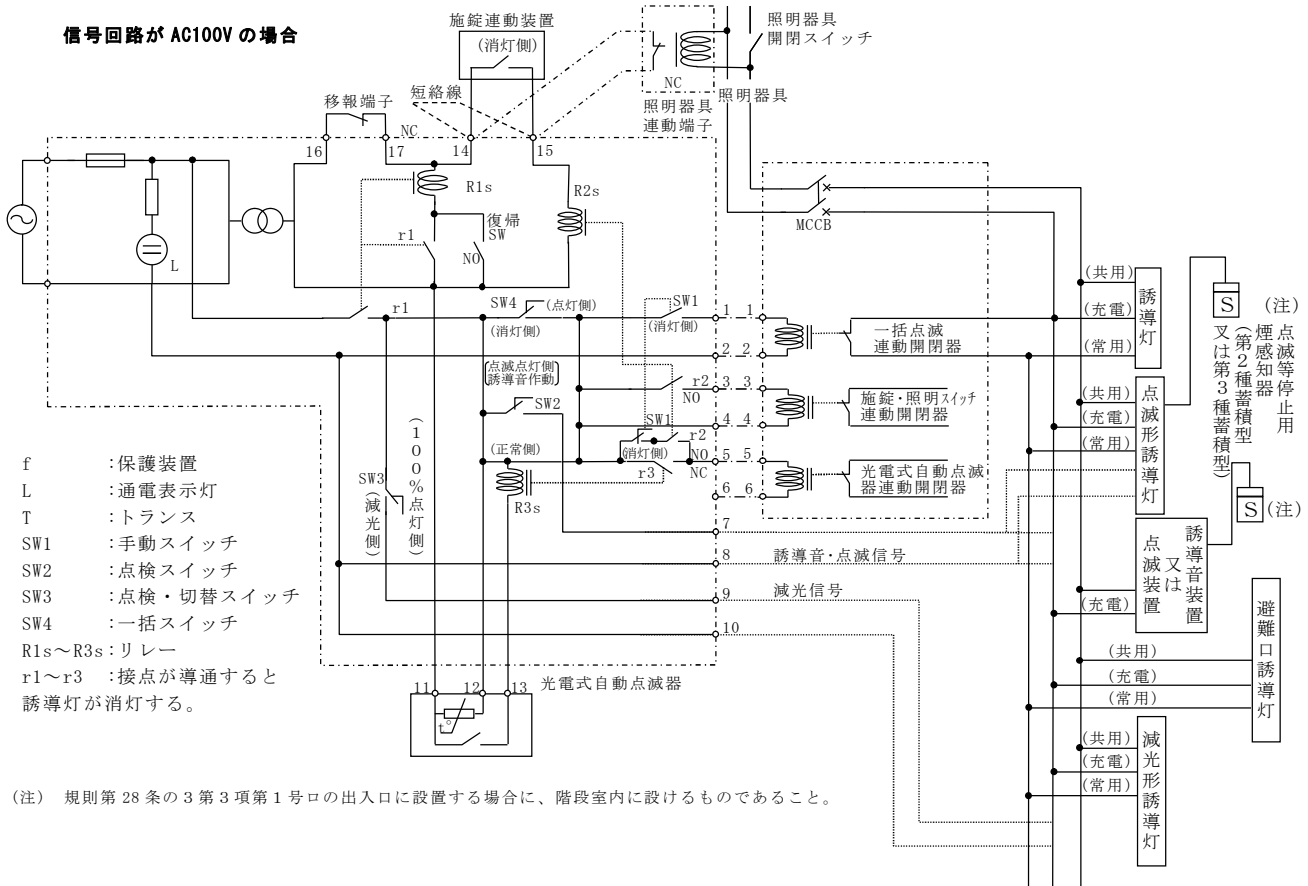 信号回路が AC100V の場合
施錠連動装置
(消灯側)
短絡線
移報端子
NC
NC
照明器具
連動端子
照明器具
開閉スイッチ
照明器具
16
17
14
15
R1s
R2s
r1
復帰
SW
NO
L
MCCB
r1
SW4
(点灯側)
(消灯側)
SW1
(消灯側)
1
1
2
2
一括点滅
連動開閉器
点滅点灯側
誘導音作動
SW2
r2
NO
3
3
4
4
施錠・照明スイッチ
連動開閉器
SW1
(消灯側)
r2
NO
NC
r3
(正常側)
R3s
5
5
6
6
光電式自動点滅
器連動開閉器
SW3
(減光側)
(100%点灯側)
7
8
誘導音・点滅信号
9
減光信号
10
11
12
13
光電式自動点滅器
t°
(共用)
(充電)
(常用)
誘導灯
(共用)
(充電)
(常用)
点滅形誘導灯
S
(注)
点滅等停止用
煙感知器
(第2種蓄積型
又は第3種蓄積型)
S
(注)
(充電)
誘導音装置
又は
点滅装置
(共用)
(充電)
(常用)
避難口誘導灯
(共用)
(充電)
(常用)
減光形誘導灯
f :保護装置
L :通電表示灯
T :トランス
SW1 :手動スイッチ
SW2 :点検スイッチ
SW3 :点検・切替スイッチ
SW4 :一括スイッチ
R1s～R3s:リレー
r1～r3 :接点が導通すると
誘導灯が消灯する。
(注) 規則第28条の3第3項第1号ロの出入口に設置する場合に、階段室内に設けるものであること。